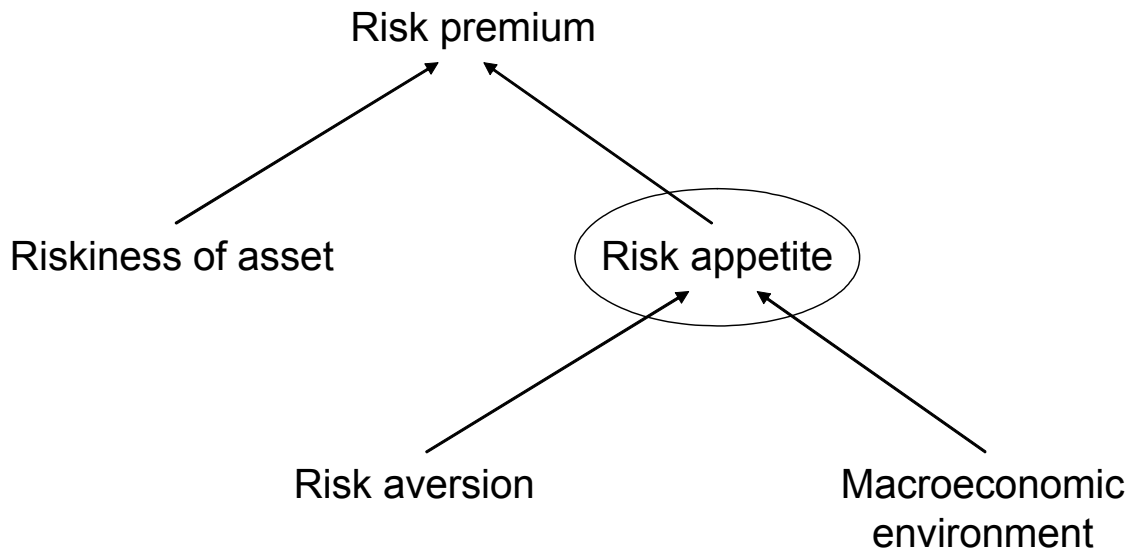 Risk premium
Riskiness of asset
Risk appetite
Risk aversion
Macroeconomic
environment